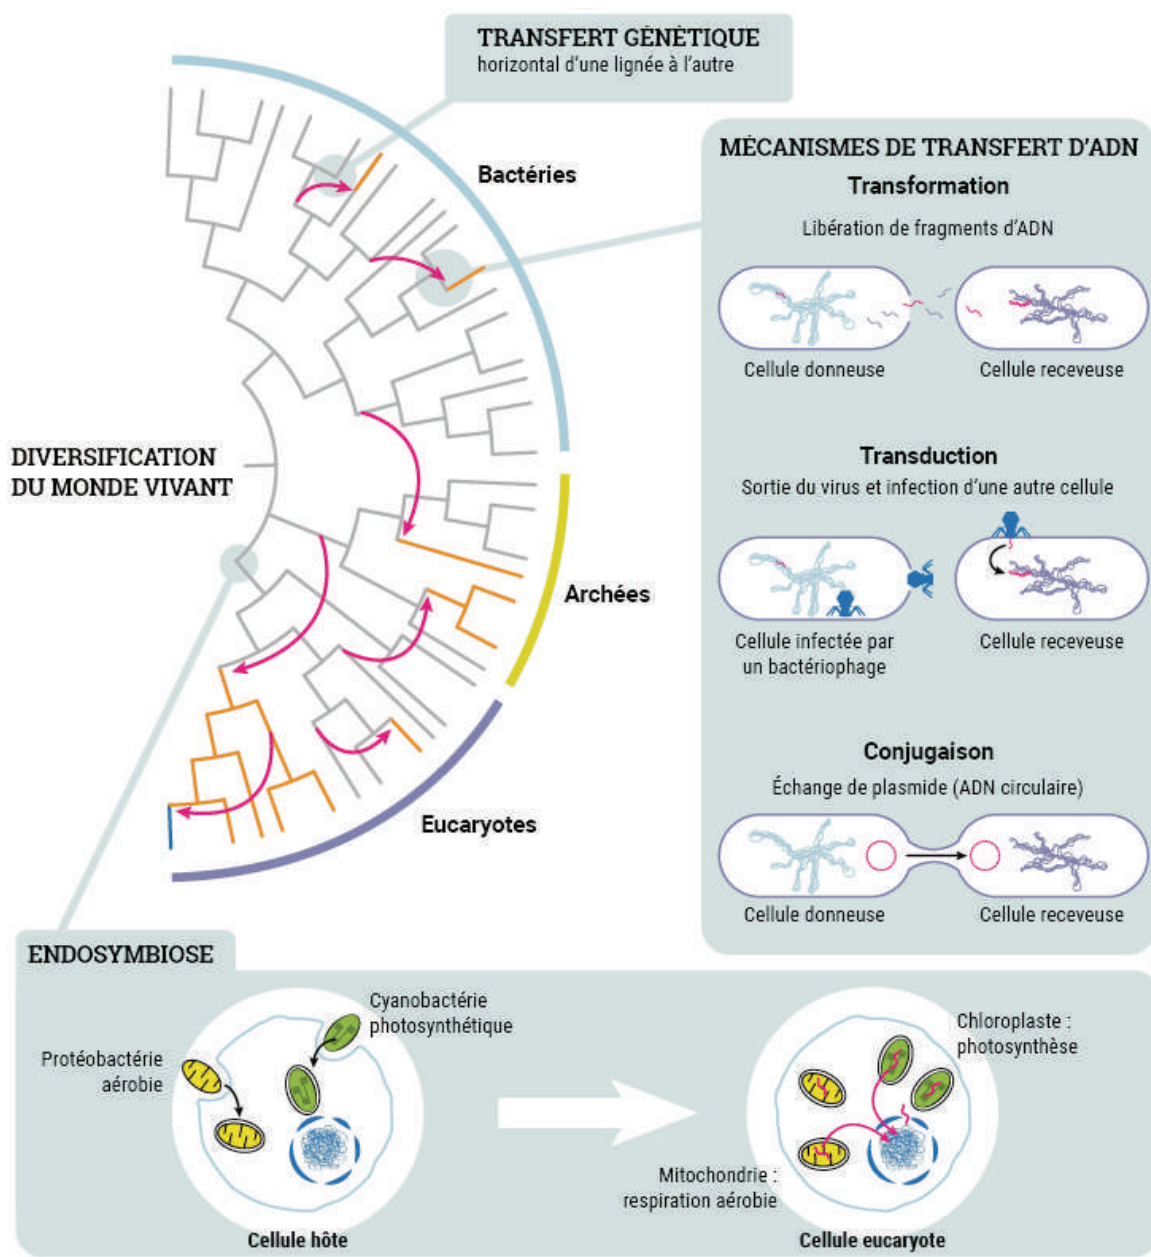 TRANSFERT GÉNÉTIQUE
horizontal d'une lignée à l'autre
Bactéries
MÉCANISMES DE TRANSFERT D'ADN
Transformation
Libération de fragments d'ADN
Cellule donneuse
Cellule receveuse
DIVERSIFICATION
DU MONDE VIVANT
Transduction
Sortie du virus et infection d'une autre cellule
Cellule infectée par
un bactériophage
Cellule receveuse
Archées
Conjugaison
Échange de plasmide (ADN circulaire)
Cellule donneuse
Cellule receveuse
Eucaryotes
ENDOSYMBIOSE
Cyanobactérie
photosynthétique
Protéobactérie
aérobie
Cellule hôte
Chloroplaste :
photosynthèse
Mitochondrie :
respiration aérobie
Cellule eucaryote